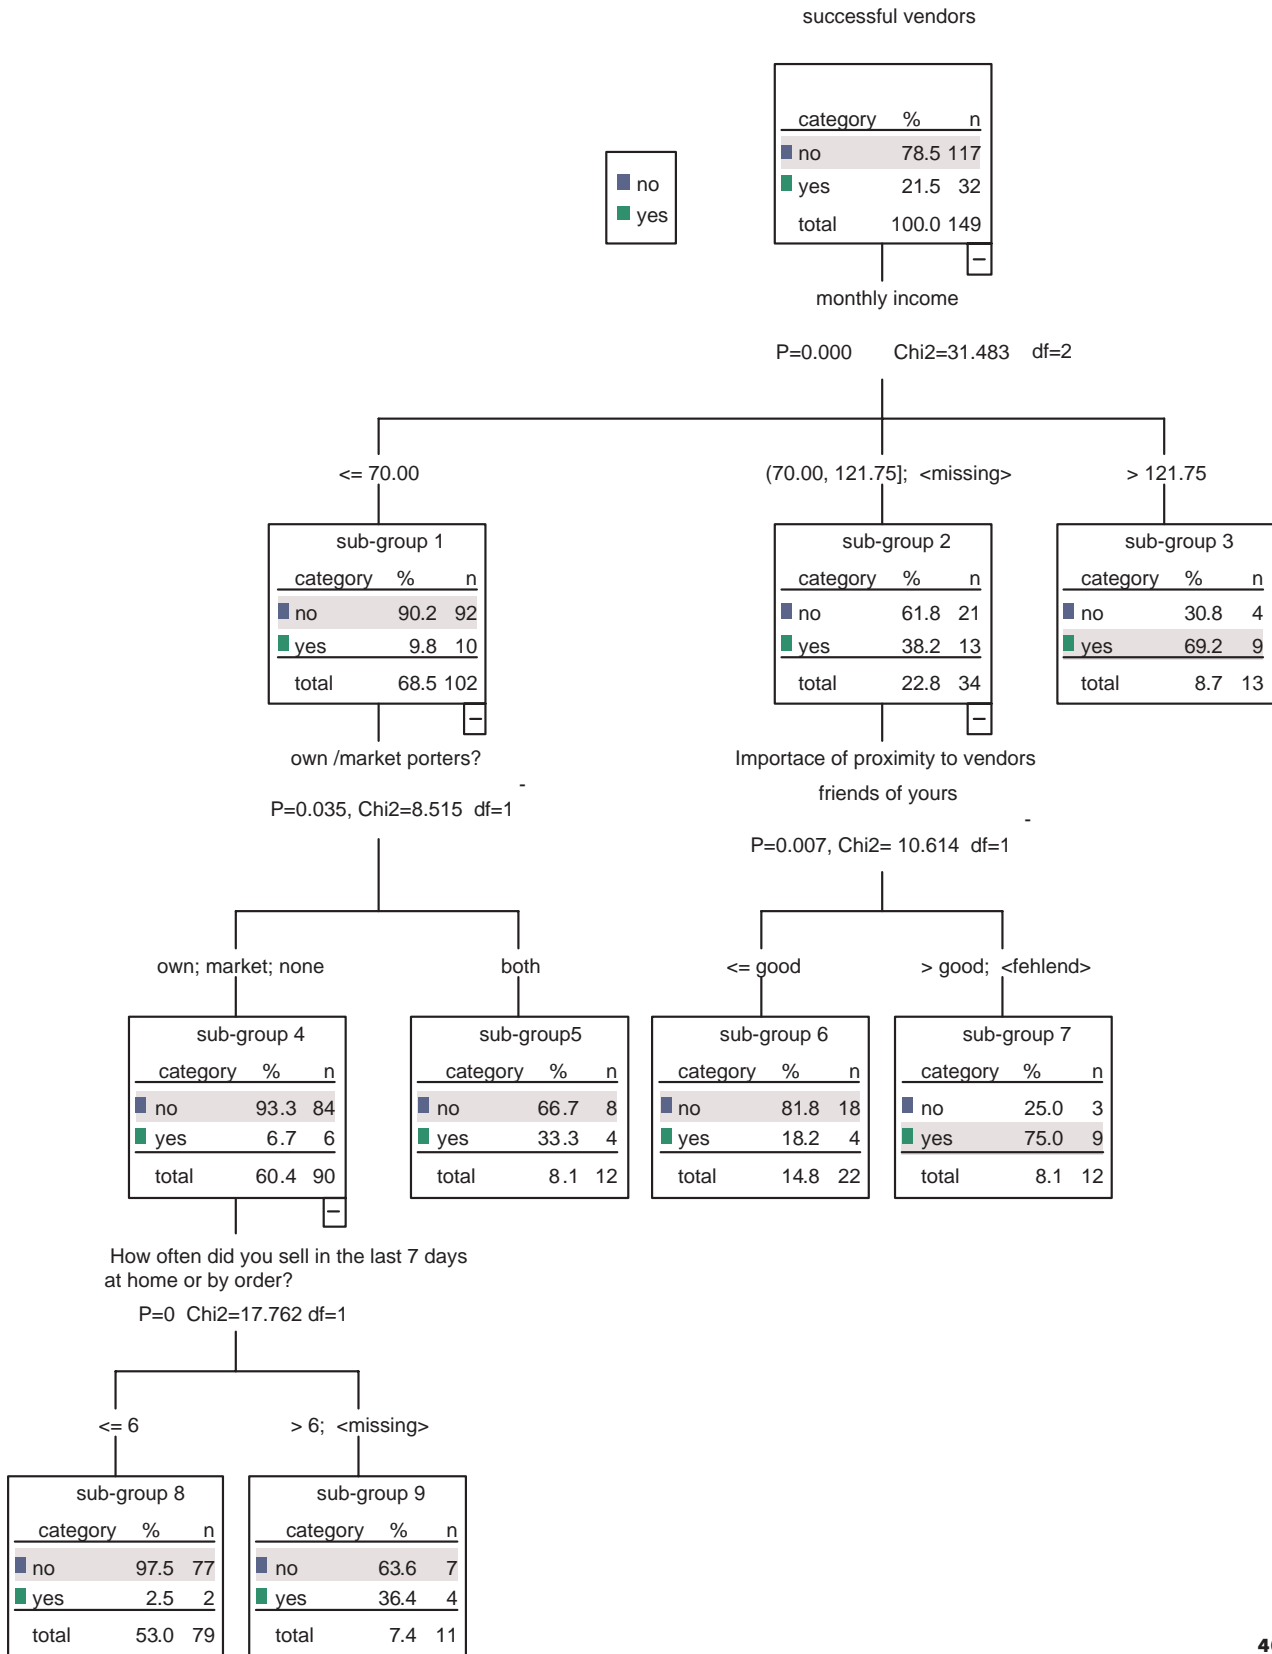 successful vendors
category % n
no 78.5 117
yes 21.5 32
total 100.0 149
no
yes
–
monthly income
P=0.000 Chi2=31.483 df=2
<= 70.00
(70.00, 121.75]; <missing>
> 121.75
sub-group 1
category % n
no 90.2 92
yes 9.8 10
total 68.5 102
–
sub-group 2
category % n
no 61.8 21
yes 38.2 13
total 22.8 34
–
sub-group 3
category % n
no 30.8 4
yes 69.2 9
total 8.7 13
own /market porters?
-
P=0.035, Chi2=8.515 df=1
Importace of proximity to vendors
friends of yours
-
P=0.007, Chi2= 10.614 df=1
own; market; none
both
<= good
> good; <fehlend>
sub-group 4
category % n
no 93.3 84
yes 6.7 6
total 60.4 90
–
sub-group5
category % n
no 66.7 8
yes 33.3 4
total 8.1 12
sub-group 6
category % n
no 81.8 18
yes 18.2 4
total 14.8 22
sub-group 7
category % n
no 25.0 3
yes 75.0 9
total 8.1 12
How often did you sell in the last 7 days
at home or by order?
P=0 Chi2=17.762 df=1
<= 6
> 6; <missing>
sub-group 8
category % n
no 97.5 77
yes 2.5 2
total 53.0 79
sub-group 9
category % n
no 63.6 7
yes 36.4 4
total 7.4 11